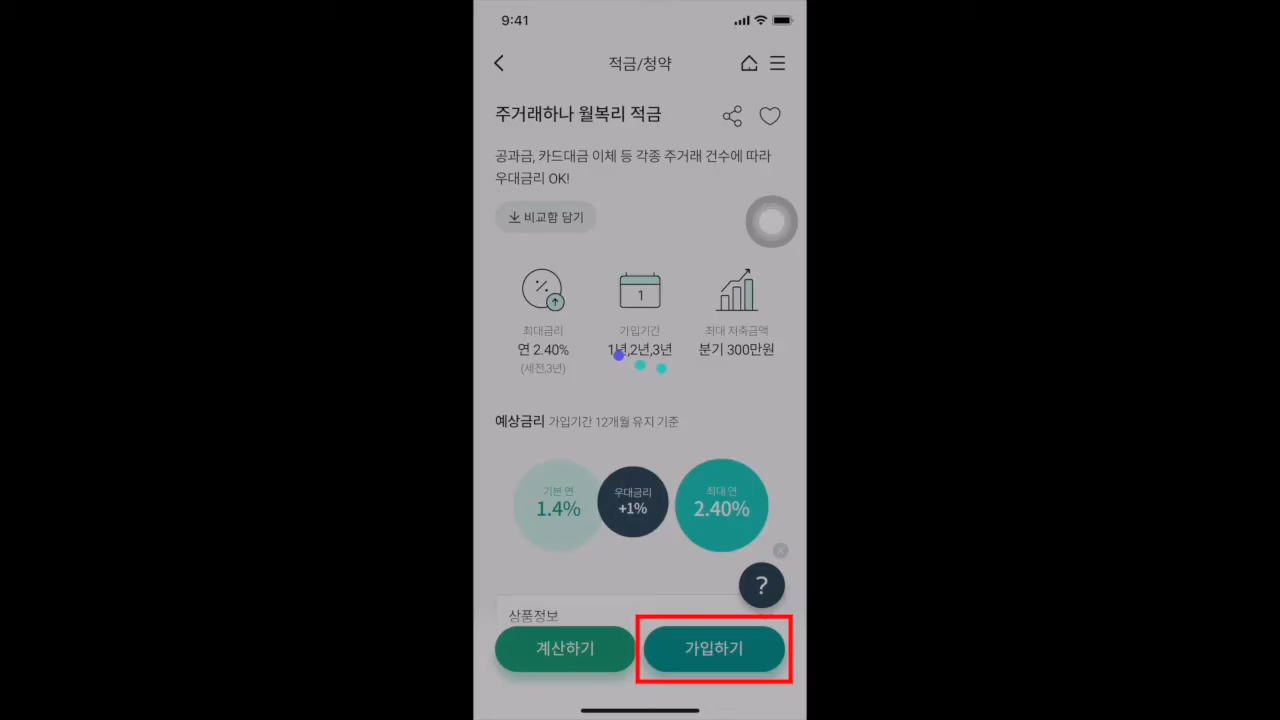 9:41
적금/청약
주거래하나 월복리 적금
공과금, 카드대금 이체 등 각종 주거래 건수에 따라
우대금리 OK!
비교함 담기
1
최대금리
연 2.40%
(세전,3년)
가입기간
1년,2년,3년
최대 저축금액
분기 300만원
예상금리 가입기간 12개월 유지 기준
기본 연
1.4%
우대금리
+1%
최대 연
2.40%
?
상품정보
계산하기
가입하기